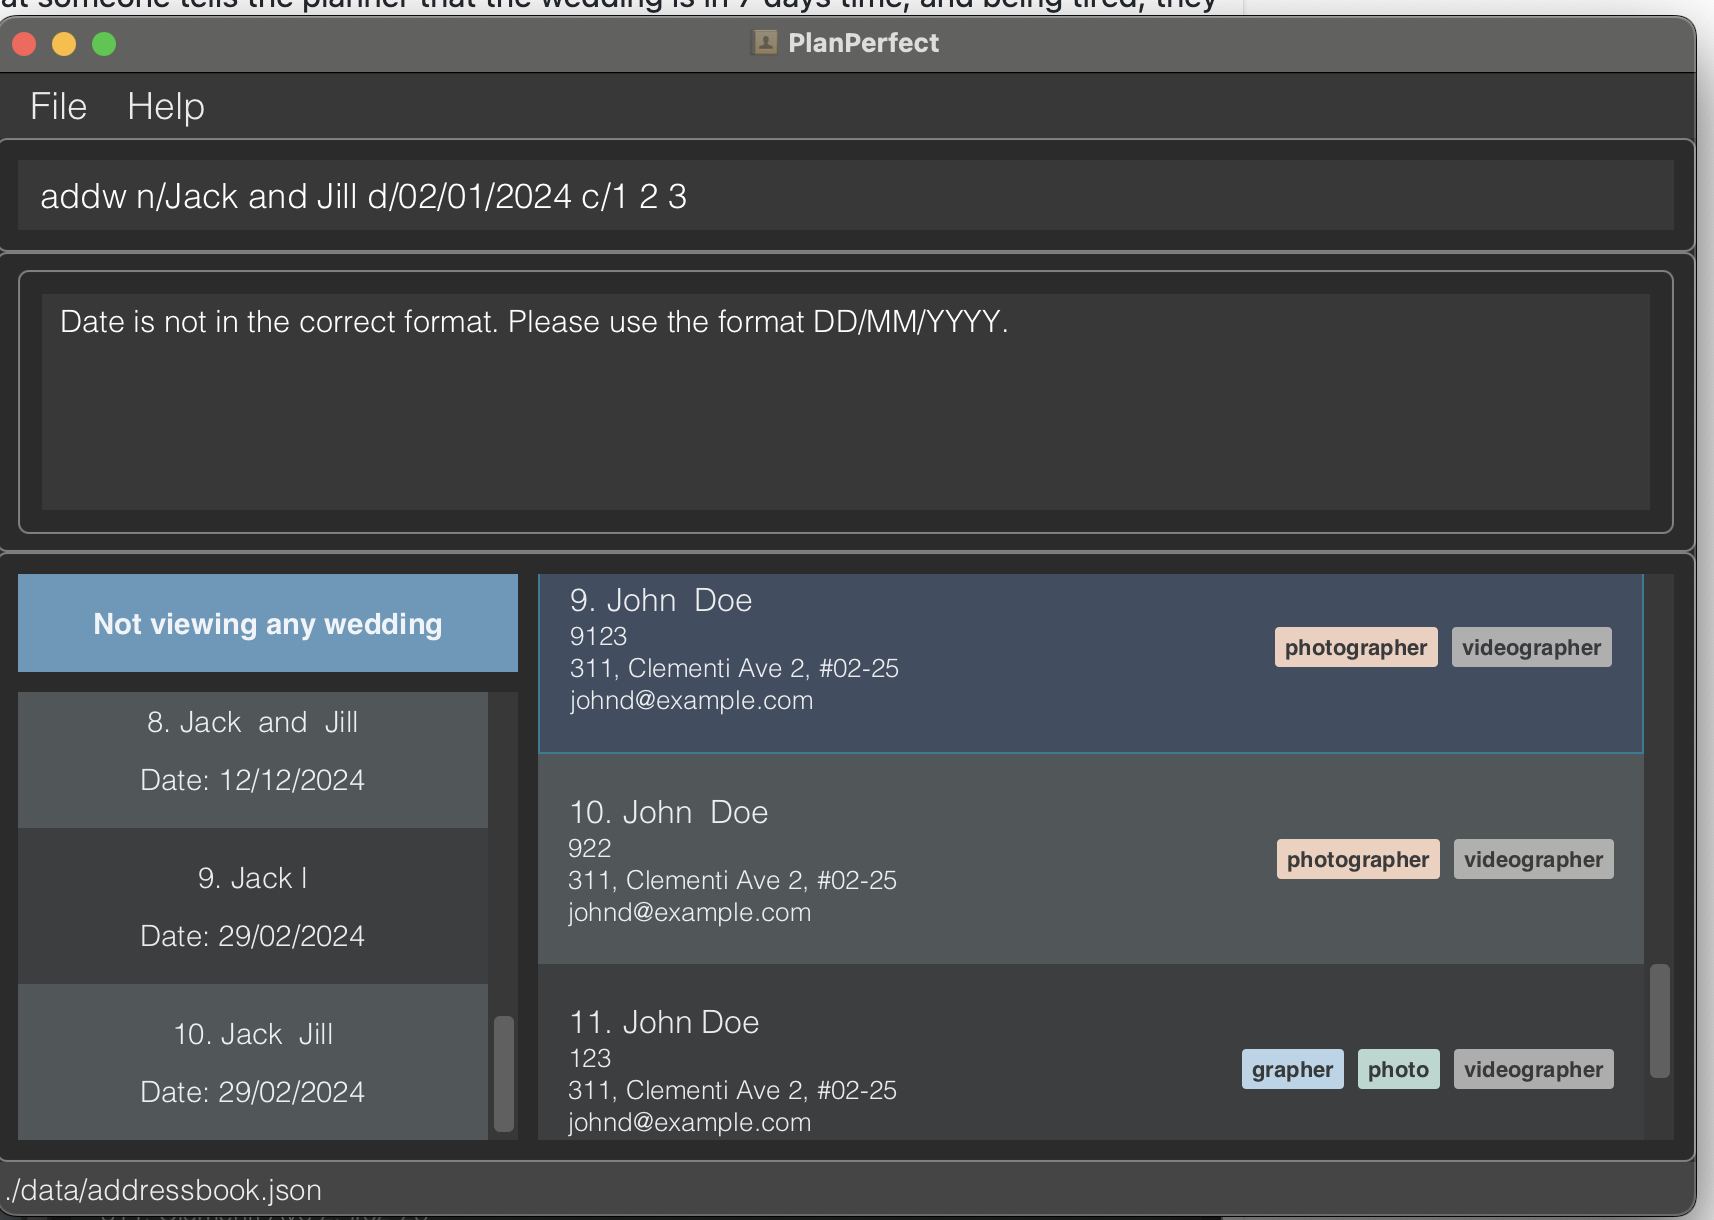 at someone tells the planner that the wedding is in 7 days time, and being tired, they
PlanPerfect
File Help
addw n/Jack and Jill d/02/01/2024 c/1 2 3
Date is not in the correct format. Please use the format DD/MM/YYYY.
Not viewing any wedding
8. Jack  and  Jill
Date: 12/12/2024
9. Jack l
Date: 29/02/2024
10. Jack  Jill
Date: 29/02/2024
9. John  Doe
9123
311, Clementi Ave 2, #02-25
johnd@example.com
photographer videographer
10. John  Doe
922
311, Clementi Ave 2, #02-25
johnd@example.com
photographer videographer
11. John Doe
123
311, Clementi Ave 2, #02-25
johnd@example.com
grapher photo videographer
./data/addressbook.json